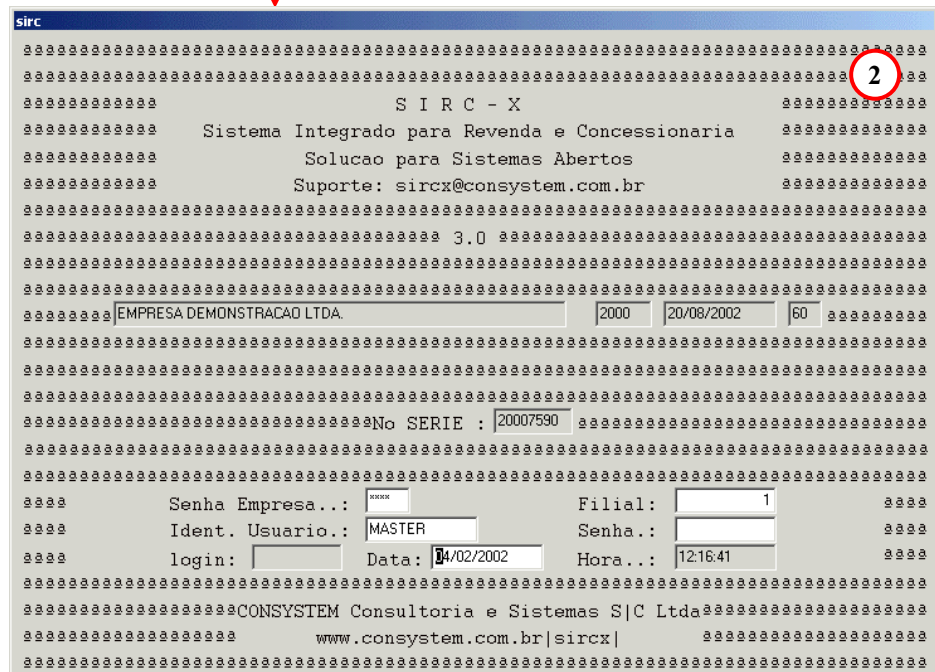 sirc
2
S I R C - X
Sistema Integrado para Revenda e Concessionaria
Solucao para Sistemas Abertos
Suporte: sircx@consystem.com.br
3.0
EMPRESA DEMONSTRACAO LTDA. 2000 20/08/2002 60
No SERIE : 20007590
Senha Empresa..: **** Filial: 1
Ident. Usuario.: MASTER Senha.:
login: Data: 04/02/2002 Hora..: 12:16:41
CONSYSTEM Consultoria e Sistemas S|C Ltda
www.consystem.com.br|sircx|